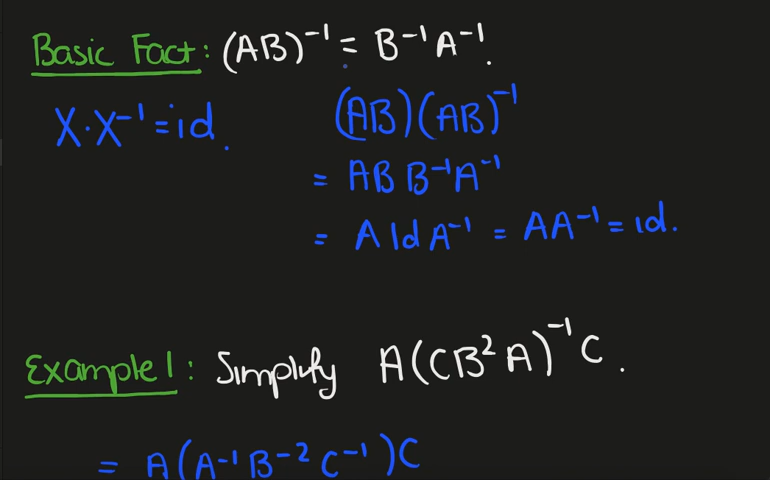 Basic Fact: (AB)⁻¹ = B⁻¹A⁻¹.
X·X⁻¹ = id.
(AB)(AB)⁻¹
= AB B⁻¹A⁻¹
= A Id A⁻¹ = AA⁻¹ = id.
Example 1: Simplify A(CB²A)⁻¹C.
= A(A⁻¹B⁻²C⁻¹)C